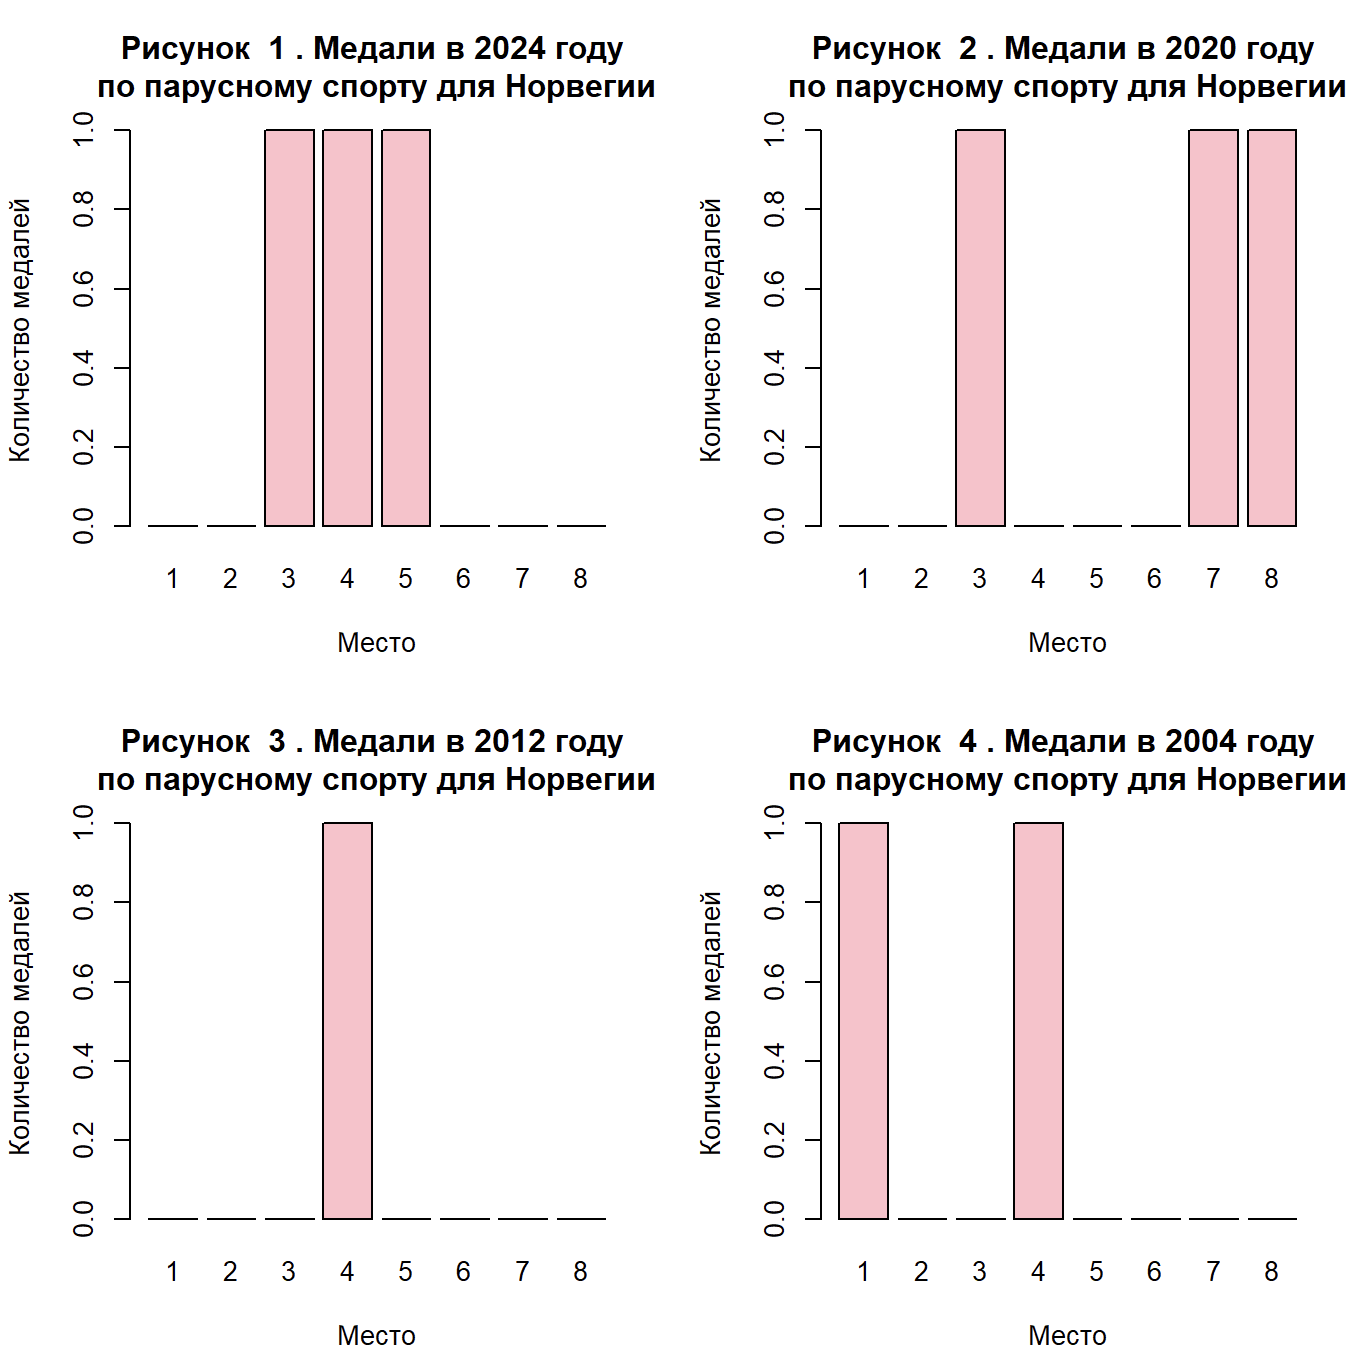 Рисунок  1 . Медали в 2024 году
по парусному спорту для Норвегии
Количество медалей
1.0
0.8
0.6
0.4
0.2
0.0
1 2 3 4 5 6 7 8
Место
Рисунок  2 . Медали в 2020 году
по парусному спорту для Норвегии
Количество медалей
1.0
0.8
0.6
0.4
0.2
0.0
1 2 3 4 5 6 7 8
Место
Рисунок  3 . Медали в 2012 году
по парусному спорту для Норвегии
Количество медалей
1.0
0.8
0.6
0.4
0.2
0.0
1 2 3 4 5 6 7 8
Место
Рисунок  4 . Медали в 2004 году
по парусному спорту для Норвегии
Количество медалей
1.0
0.8
0.6
0.4
0.2
0.0
1 2 3 4 5 6 7 8
Место